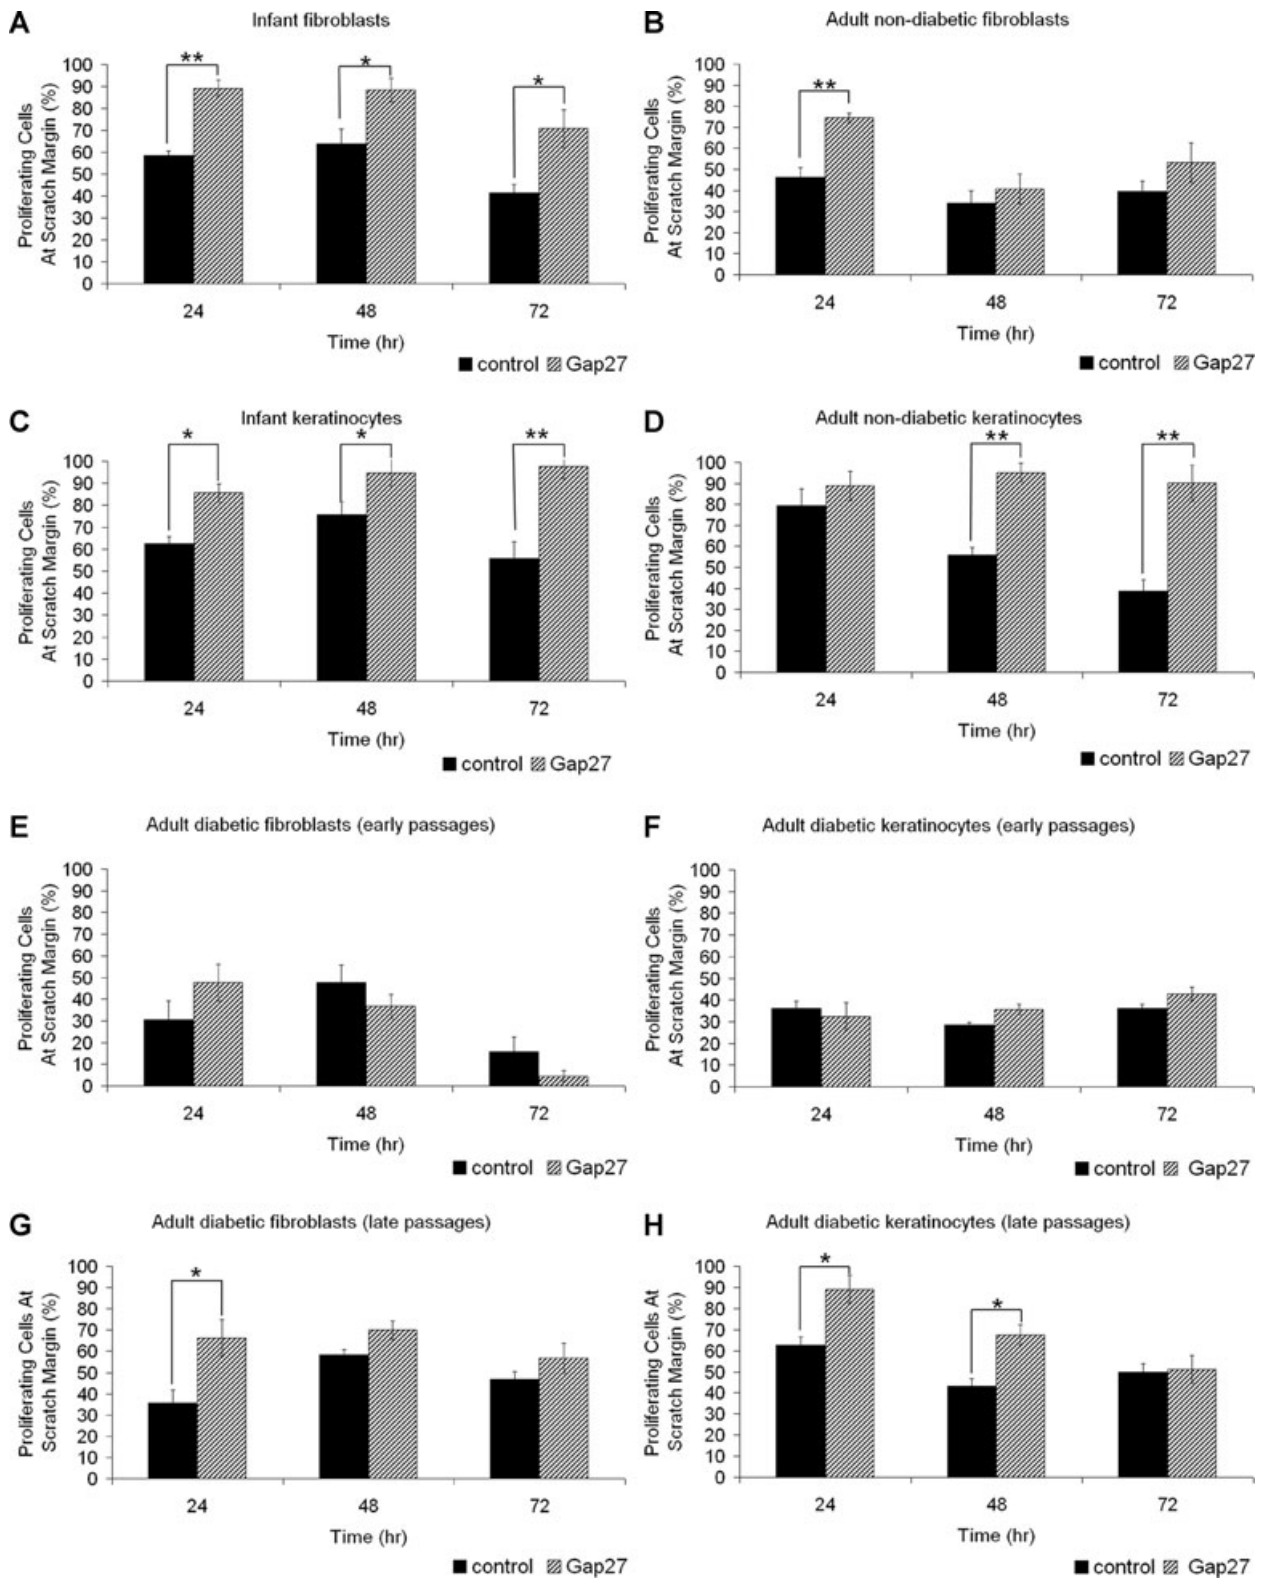 A
Infant fibroblasts
Proliferating Cells
At Scratch Margin (%)
100
90
80
70
60
50
40
30
20
10
0
**
*
*
24
48
72
Time (hr)
control Gap27
B
Adult non-diabetic fibroblasts
Proliferating Cells
At Scratch Margin (%)
100
90
80
70
60
50
40
30
20
10
0
**
24
48
72
Time (hr)
control Gap27
C
Infant keratinocytes
Proliferating Cells
At Scratch Margin (%)
100
90
80
70
60
50
40
30
20
10
0
*
*
**
24
48
72
Time (hr)
control Gap27
D
Adult non-diabetic keratinocytes
Proliferating Cells
At Scratch Margin (%)
100
90
80
70
60
50
40
30
20
10
0
**
**
24
48
72
Time (hr)
control Gap27
E
Adult diabetic fibroblasts (early passages)
Proliferating Cells
At Scratch Margin (%)
100
90
80
70
60
50
40
30
20
10
0
24
48
72
Time (hr)
control Gap27
F
Adult diabetic keratinocytes (early passages)
Proliferating Cells
At Scratch Margin (%)
100
90
80
70
60
50
40
30
20
10
0
24
48
72
Time (hr)
control Gap27
G
Adult diabetic fibroblasts (late passages)
Proliferating Cells At
Scratch Margin (%)
100
90
80
70
60
50
40
30
20
10
0
*
24
48
72
Time (hr)
control Gap27
H
Adult diabetic keratinocytes (late passages)
Proliferating Cells At
Scratch Margin (%)
100
90
80
70
60
50
40
30
20
10
0
*
*
24
48
72
Time (hr)
control Gap27